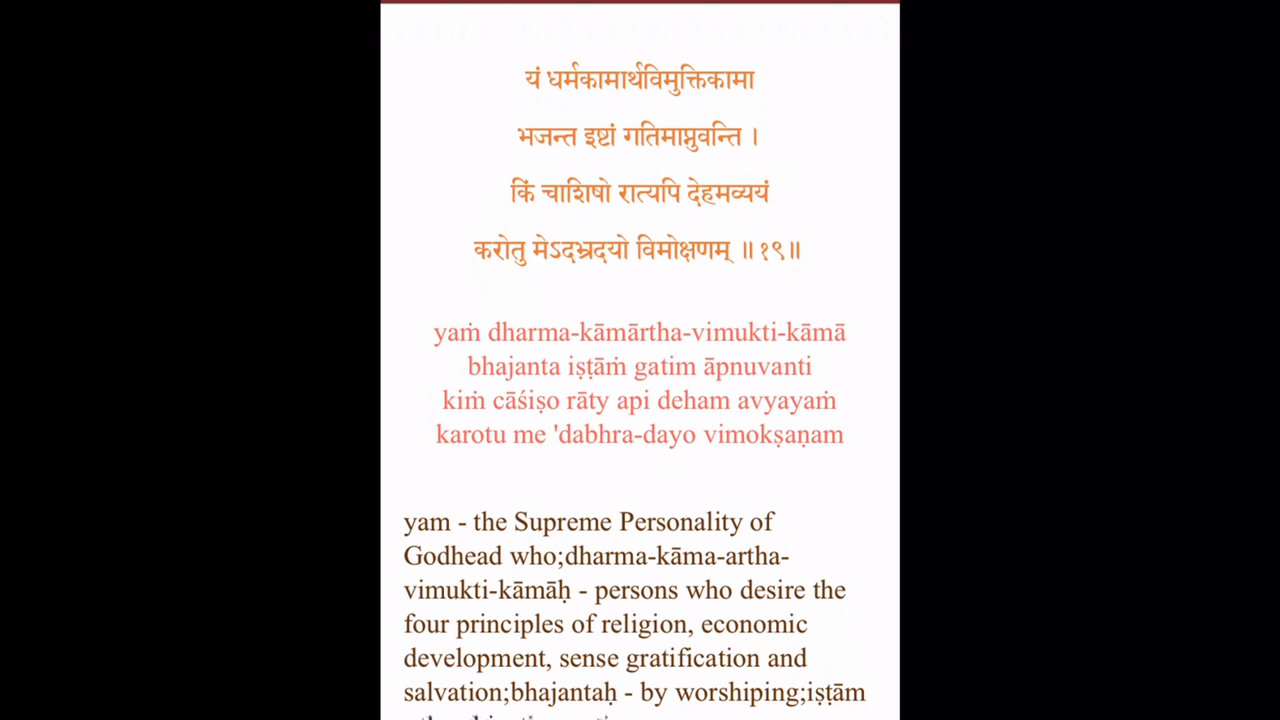 यं धर्मकामार्थविमुक्तिकामा
भजन्त इष्टां गतिमाप्नुवन्ति ।
किं चाशिषो रात्यपि देहमव्ययं
करोतु मेऽदभ्रदयो विमोक्षणम् ॥ १९॥
yaṁ dharma-kāmārtha-vimukti-kāmā
bhajanta iṣṭāṁ gatim āpnuvanti
kiṁ cāśiṣo rāty api deham avyayaṁ
karotu me 'dabhra-dayo vimokṣaṇam
yam - the Supreme Personality of
Godhead who;dharma-kāma-artha-
vimukti-kāmāḥ - persons who desire the
four principles of religion, economic
development, sense gratification and
salvation;bhajantaḥ - by worshiping;iṣṭām